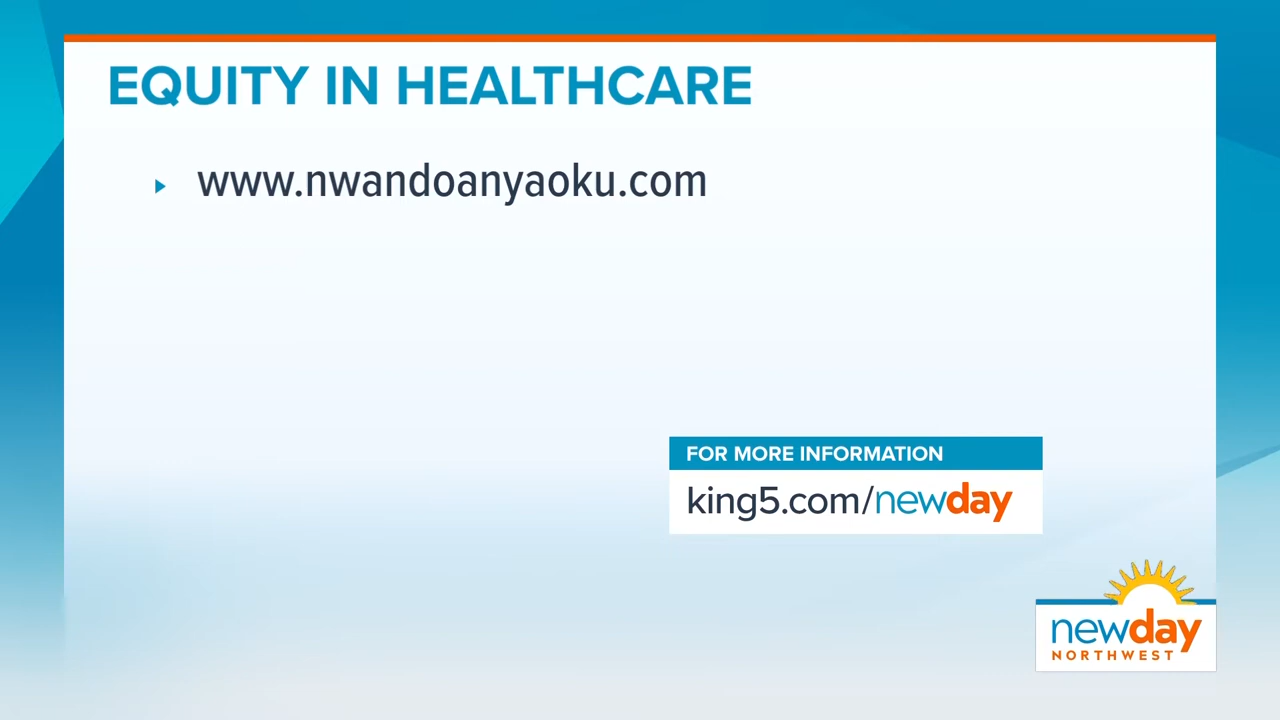 EQUITY IN HEALTHCARE
www.nwandoanyaoku.com
FOR MORE INFORMATION
king5.com/newday
newday
NORTHWEST